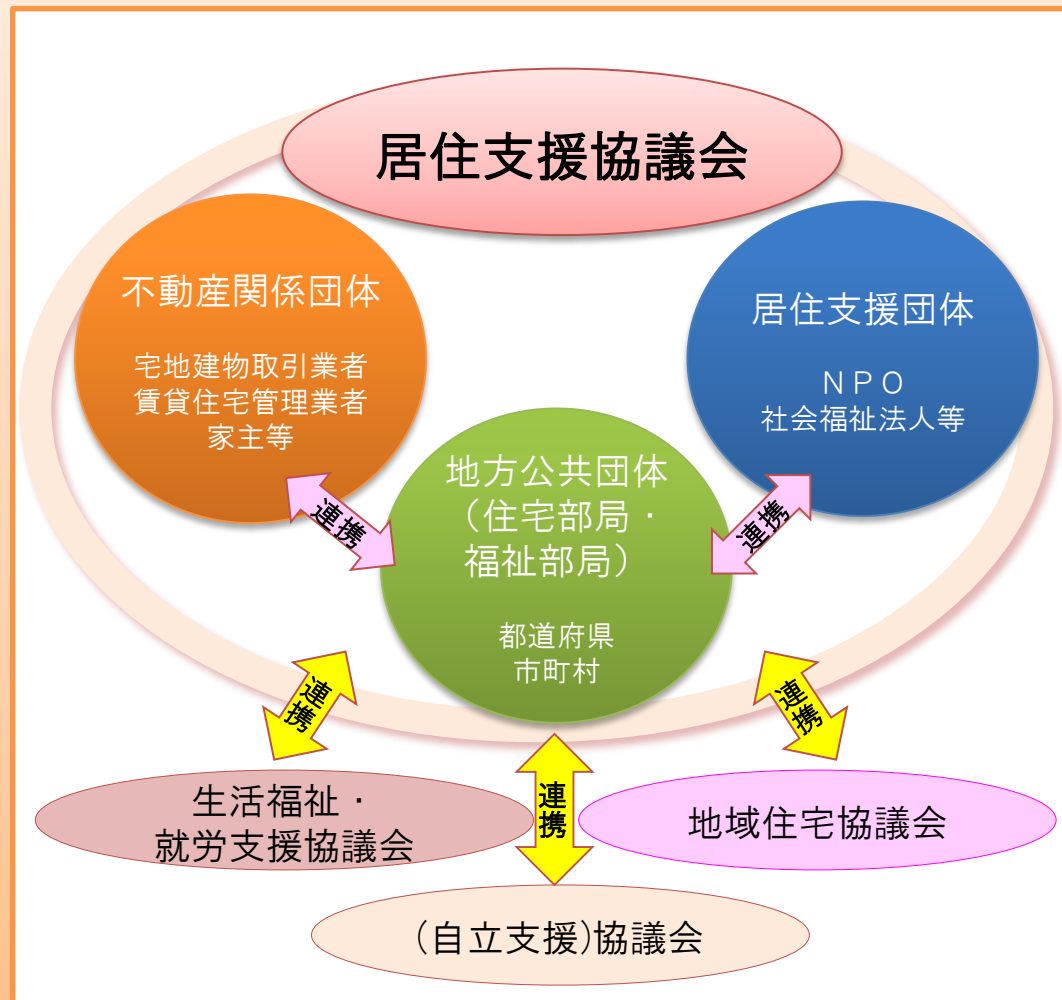 居住支援協議会
不動産関係団体
宅地建物取引業者
賃貸住宅管理業者
家主等
居住支援団体
ＮＰＯ
社会福祉法人等
地方公共団体
（住宅部局・
福祉部局）
都道府県
市町村
連携
連携
連携
連携
連携
生活福祉・
就労支援協議会
地域住宅協議会
(自立支援)協議会